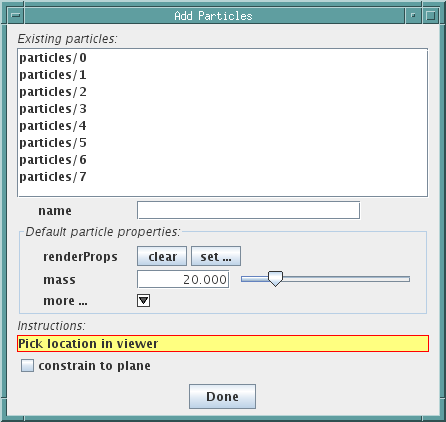 Add Particles
Existing particles:
particles/0
particles/1
particles/2
particles/3
particles/4
particles/5
particles/6
particles/7
name
Default particle properties:
renderProps clear set ...
mass 20.000
more ...
Instructions:
Pick location in viewer
constrain to plane
Done